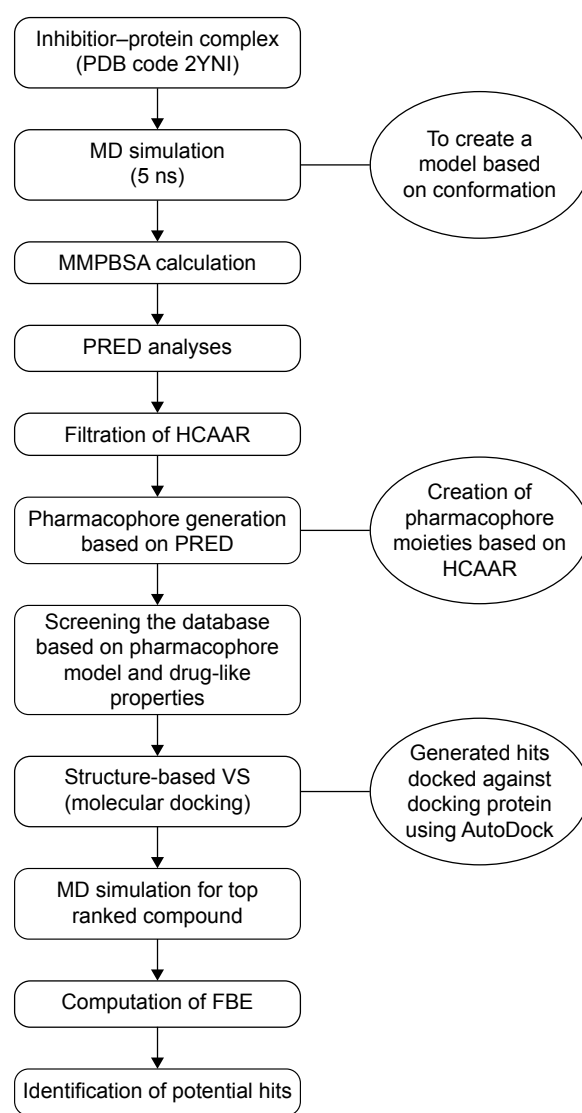 Inhibitior–protein complex
(PDB code 2YNI)
MD simulation
(5 ns)
To create a
model based
on conformation
MMPBSA calculation
PRED analyses
Filtration of HCAAR
Pharmacophore generation
based on PRED
Creation of
pharmacophore
moieties based on
HCAAR
Screening the database
based on pharmacophore
model and drug-like
properties
Structure-based VS
(molecular docking)
Generated hits
docked against
docking protein
using AutoDock
MD simulation for top
ranked compound
Computation of FBE
Identification of potential hits